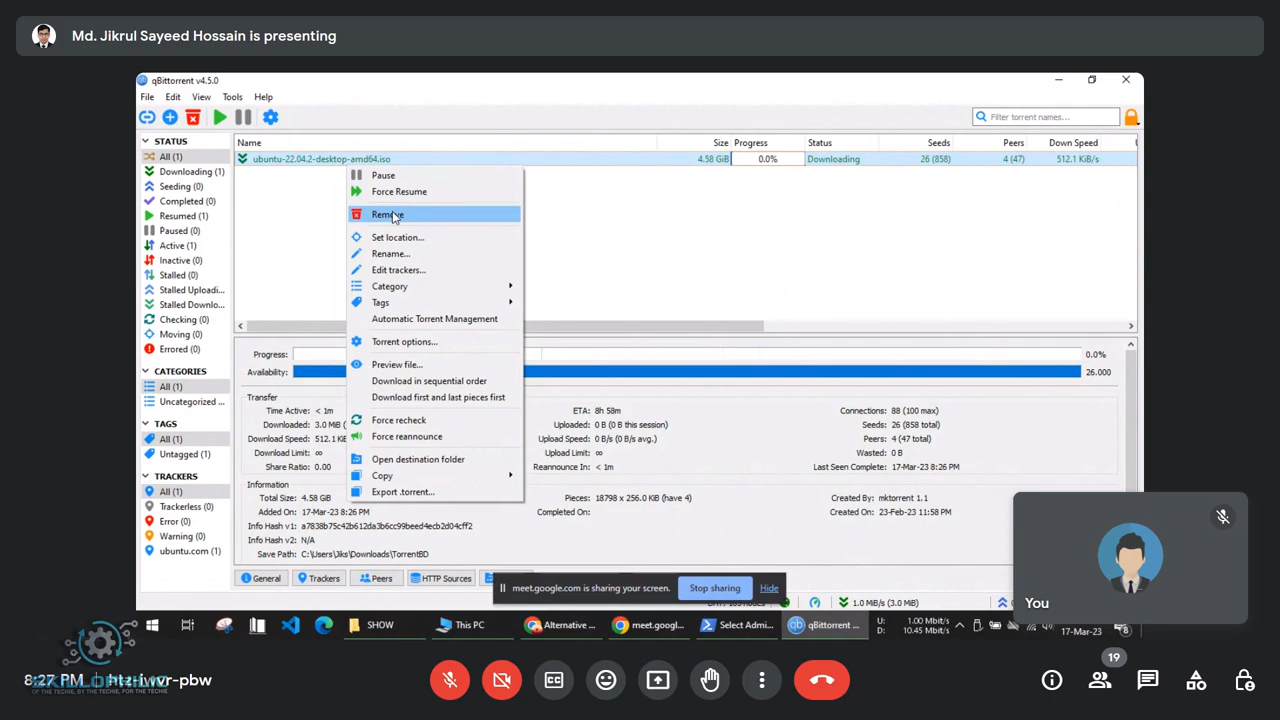 Md. Jikrul Sayeed Hossain is presenting
qBittorrent v4.5.0
File Edit View Tools Help
Filter torrent names...
STATUS
All (1)
Downloading (1)
Seeding (0)
Completed (0)
Resumed (1)
Paused (0)
Active (1)
Inactive (0)
Stalled (0)
Stalled Uploadi...
Stalled Downlo...
Checking (0)
Moving (0)
Errored (0)
CATEGORIES
All (1)
Uncategorized ...
TAGS
All (1)
Untagged (1)
TRACKERS
All (1)
Trackerless (0)
Error (0)
Warning (0)
ubuntu.com (1)
Name Size Progress Status Seeds Peers Down Speed
ubuntu-22.04.2-desktop-amd64.iso 4.58 GiB 0.0% Downloading 26 (858) 4 (47) 512.1 KiB/s
Pause
Force Resume
Remove
Set location...
Rename...
Edit trackers...
Category
Tags
Automatic Torrent Management
Torrent options...
Preview file...
Download in sequential order
Download first and last pieces first
Force recheck
Force reannounce
Open destination folder
Copy
Export .torrent...
Progress: 0.0%
Availability: 26.000
Transfer
Time Active: < 1m ETA: 8h 58m Connections: 88 (100 max)
Downloaded: 3.0 MiB Uploaded: 0 B (0 B this session) Seeds: 26 (858 total)
Download Speed: 512.1 Upload Speed: 0 B/s (0 B/s avg.) Peers: 4 (47 total)
Download Limit: ∞ Upload Limit: ∞ Wasted: 0 B
Share Ratio: 0.00 Reannounce In: < 1m Last Seen Complete: 17-Mar-23 8:26 PM
Information
Total Size: 4.58 GiB Pieces: 18798 x 256.0 KiB (have 4) Created By: mktorrent 1.1
Added On: 17-Mar-23 8:26 PM Completed On: Created On: 23-Feb-23 11:58 PM
Info Hash v1: a7838b75c42b612da3b6cc99beed4ecb2d04cff2
Info Hash v2: N/A
Save Path: C:\Users\Jiks\Downloads\TorrentBD
General Trackers Peers HTTP Sources
meet.google.com is sharing your screen. Stop sharing Hide
1.0 MB/s (3.0 MB)
You
SHOW This PC Alternative ... meet.googl... Select Admi... qBittorrent ...
U: 1.00 Mbit/s
D: 10.45 Mbit/s
17-Mar-23
8
8:27 PM
19